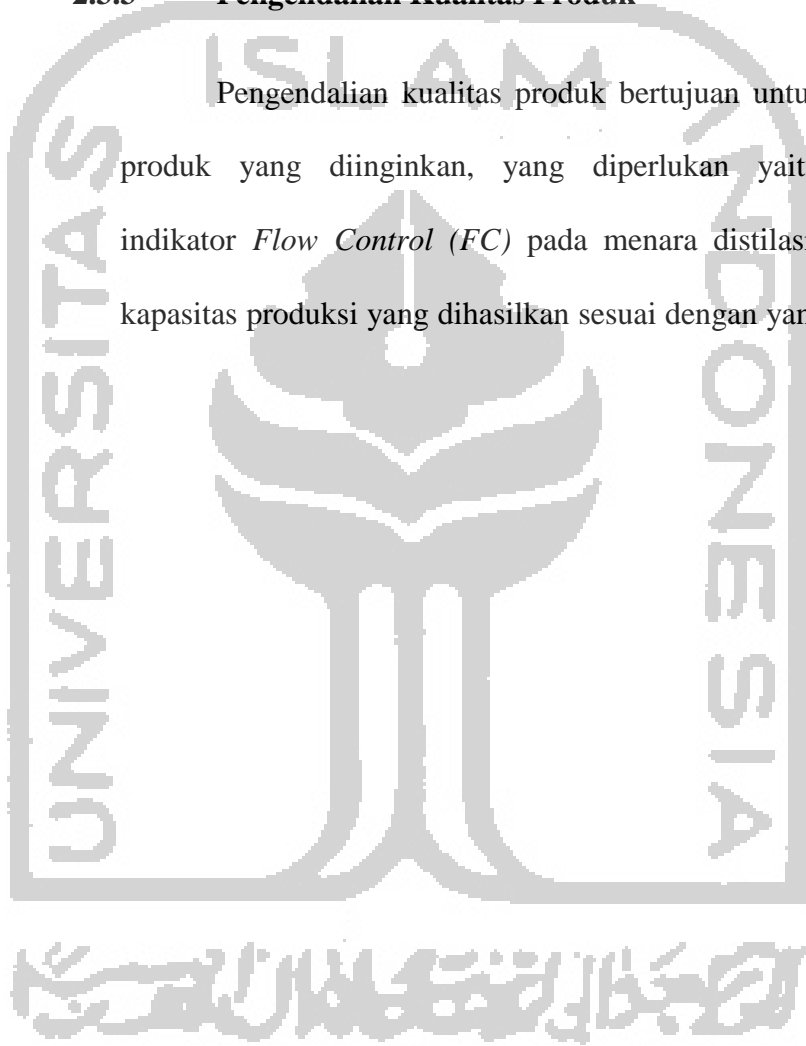 Pengendalian Kualitas Produk
Pengendalian kualitas produk bertujuan untu
produk yang diinginkan, yang diperlukan yait
indikator Flow Control (FC) pada menara distilasi
kapasitas produksi yang dihasilkan sesuai dengan yan
ISLAM
UNIVERSITAS
INDONESIA